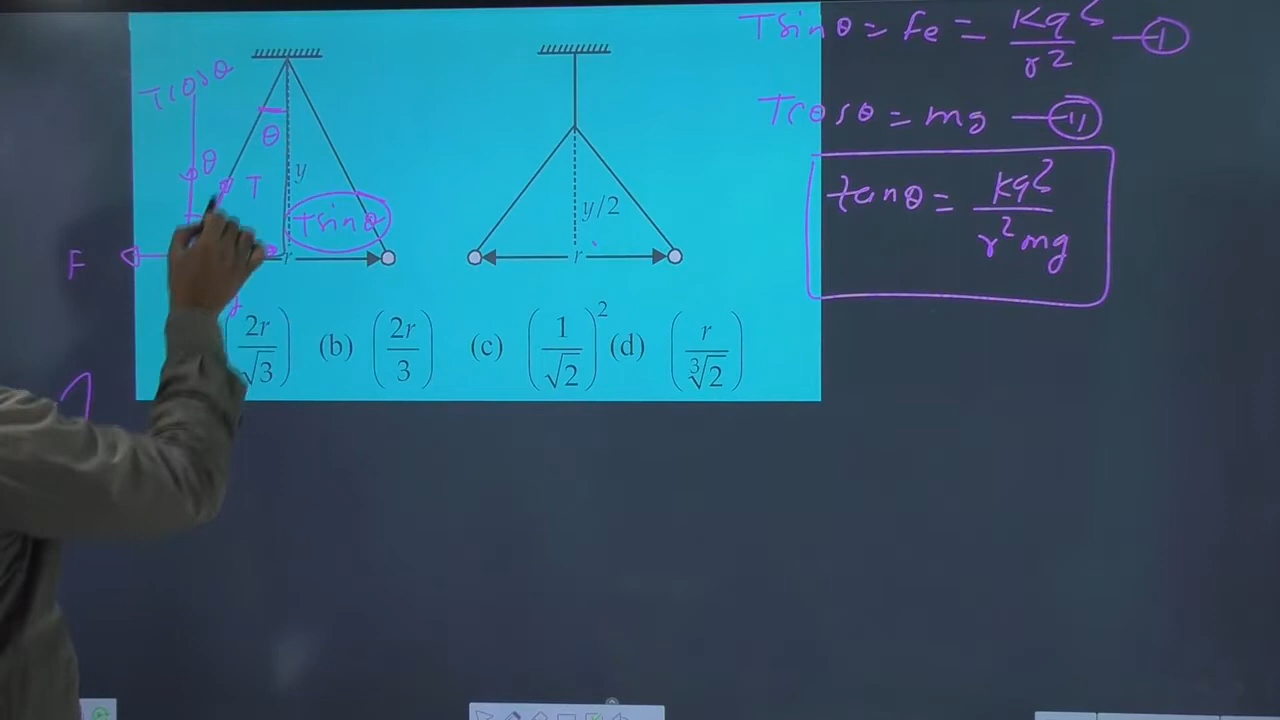 Tsinθ = Fe = Kq² / r² — I
Tcosθ = mg — II
tanθ = Kq² / r²mg
Tcosθ
θ
θ
T
y
Tsinθ
F
r
y/2
r
(2r/√3) (b) (2r/3) (c) (1/√2)² (d) (r/∛2)